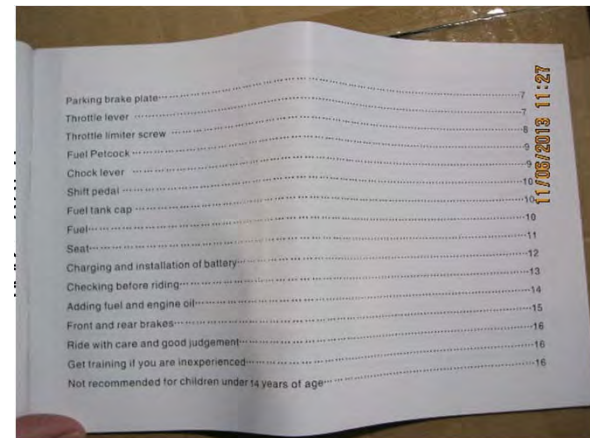 Parking brake plate……………………7
Throttle lever ……………………7
Throttle limiter screw ……………………8
Fuel Petcock ……………………9
Chock lever ……………………9
Shift pedal ……………………10
Fuel tank cap ……………………10
Fuel……………………10
Seat……………………11
Charging and installation of battery……………………12
Checking before riding……………………13
Adding fuel and engine oil……………………14
Front and rear brakes……………………15
Ride with care and good judgement……………………16
Get training if you are inexperienced……………………16
Not recommended for children under 14 years of age……………………16
11/06/2013 11:27